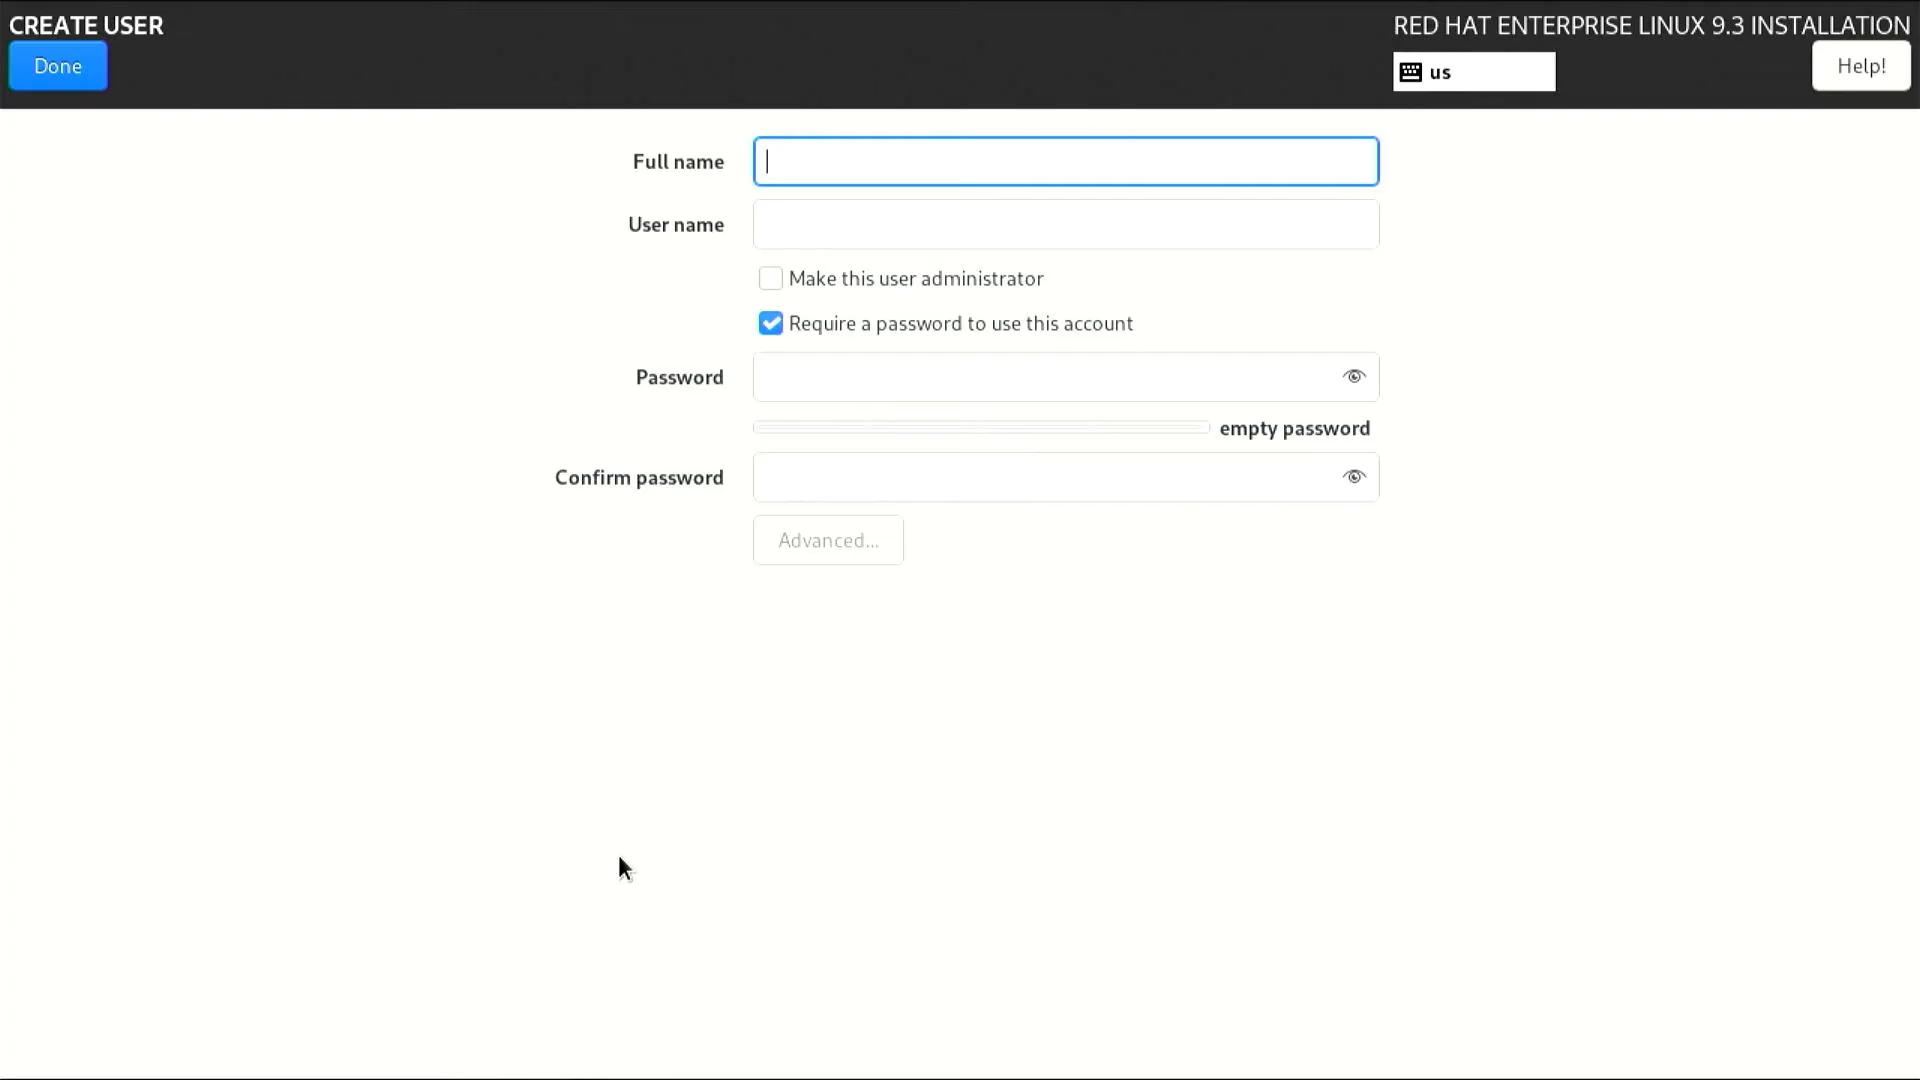 CREATE USER
RED HAT ENTERPRISE LINUX 9.3 INSTALLATION
Done
us
Help!
Full name
User name
Make this user administrator
Require a password to use this account
Password
empty password
Confirm password
Advanced...